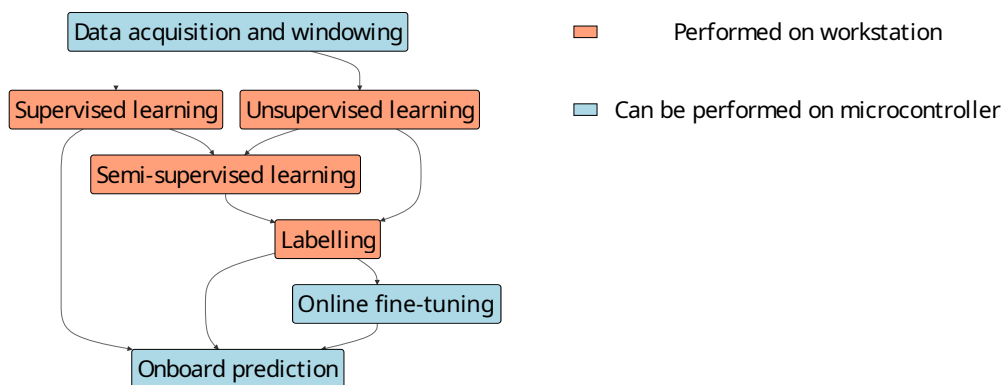 Data acquisition and windowing
Performed on workstation
Supervised learning
Unsupervised learning
Can be performed on microcontroller
Semi-supervised learning
Labelling
Online fine-tuning
Onboard prediction